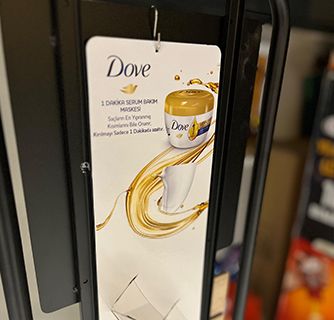 Dove
1 DAKİKA SERUM BAKIM
MASKESİ
Saçların En Yıpranmış
Kısımlarını Bile Onarır,
Kırılmayı Sadece 1 Dakikada azaltır.
Dove